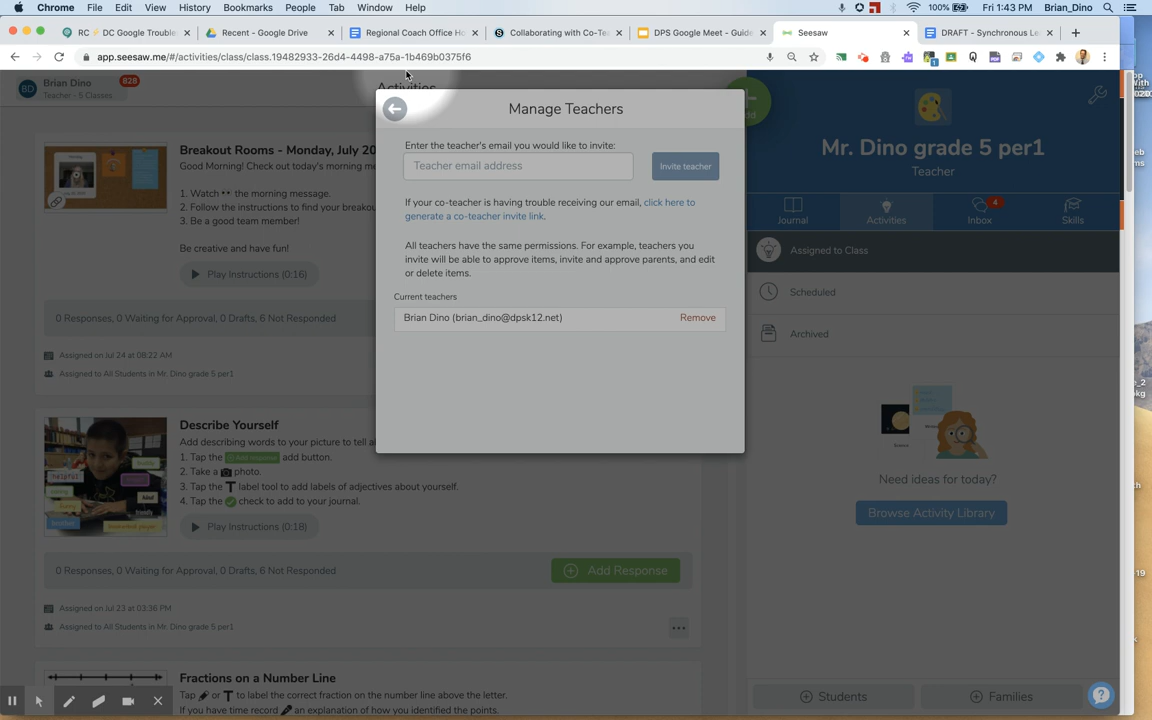 Chrome File Edit View History Bookmarks People Tab Window Help 100% Fri 1:43 PM Brian_Dino
RC DC Google Trouble Recent - Google Drive Regional Coach Office Ho Collaborating with Co-Tea DPS Google Meet - Guide Seesaw DRAFT - Synchronous Le
app.seesaw.me/#/activities/class/class.19482933-26d4-4498-a75a-1b469b0375f6
BD Brian Dino 828
Teacher - 5 Classes
Activities
Breakout Rooms - Monday, July 20
Good Morning! Check out today's morning me
1. Watch the morning message.
2. Follow the instructions to find your breakou
3. Be a good team member!
Be creative and have fun!
Play Instructions (0:16)
0 Responses, 0 Waiting for Approval, 0 Drafts, 6 Not Responded
Assigned on Jul 24 at 08:22 AM
Assigned to All Students in Mr. Dino grade 5 per1
Describe Yourself
Add describing words to your picture to tell a
1. Tap the Add response add button.
2. Take a photo.
3. Tap the T label tool to add labels of adjectives about yourself.
4. Tap the check to add to your journal.
helpful
Play Instructions (0:18)
0 Responses, 0 Waiting for Approval, 0 Drafts, 6 Not Responded
Add Response
Assigned on Jul 23 at 03:36 PM
Assigned to All Students in Mr. Dino grade 5 per1
Fractions on a Number Line
Tap or T to label the correct fraction on the number line above the letter.
If you have time record an explanation of how you identified the points.
Manage Teachers
Enter the teacher's email you would like to invite:
Teacher email address
Invite teacher
If your co-teacher is having trouble receiving our email, click here to
generate a co-teacher invite link.
All teachers have the same permissions. For example, teachers you
invite will be able to approve items, invite and approve parents, and edit
or delete items.
Current teachers
Brian Dino (brian_dino@dpsk12.net) Remove
Mr. Dino grade 5 per1
Teacher
Journal Activities Inbox 4 Skills
Assigned to Class
Scheduled
Archived
Need ideas for today?
Browse Activity Library
Students Families